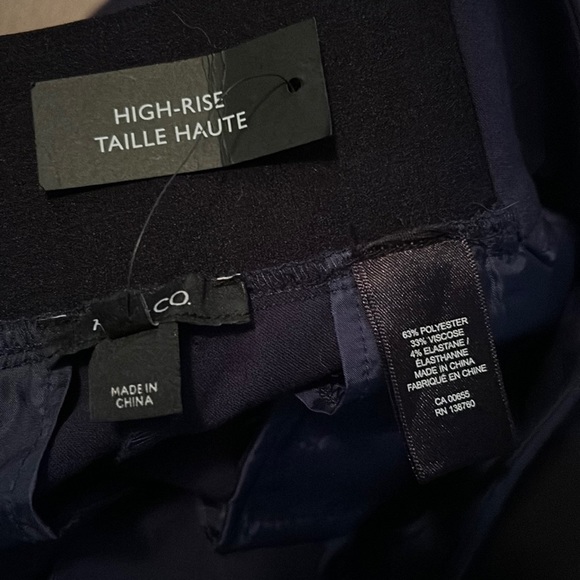 HIGH-RISE
TAILLE HAUTE
CO.
MADE IN
CHINA
63% POLYESTER
33% VISCOSE
4% ELASTANE /
ÉLASTHANNE
MADE IN CHINA
FABRIQUÉ EN CHINE
CA 00655
RN 138760